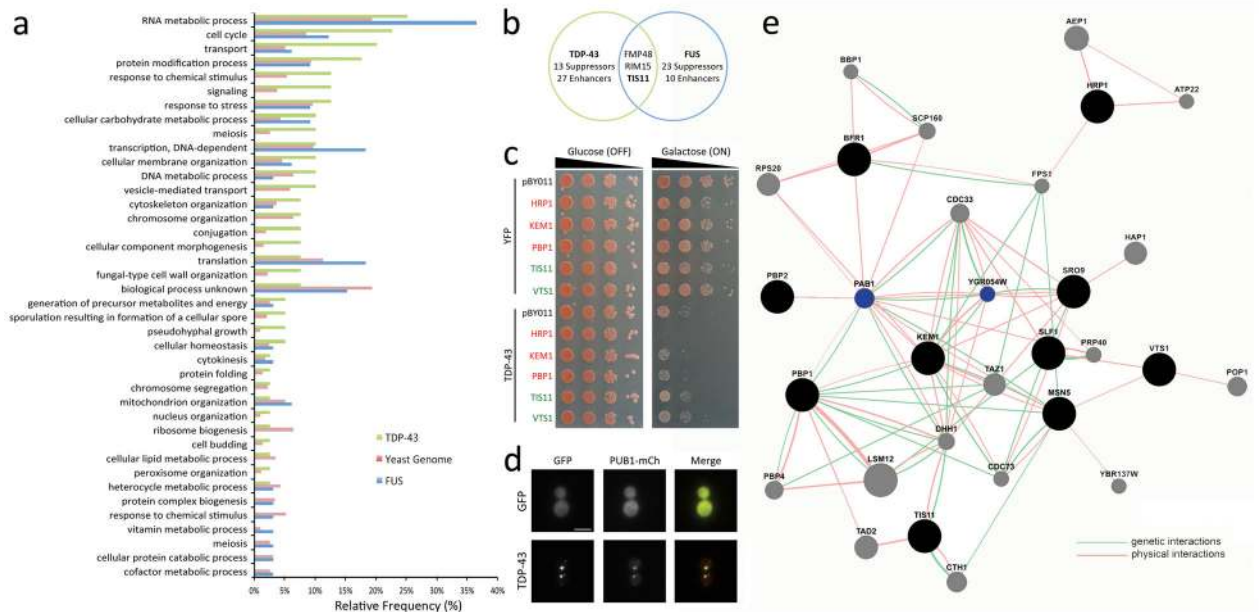 a
RNA metabolic process
cell cycle
transport
protein modification process
response to chemical stimulus
signaling
response to stress
cellular carbohydrate metabolic process
meiosis
transcription, DNA-dependent
cellular membrane organization
DNA metabolic process
vesicle-mediated transport
cytoskeleton organization
chromosome organization
conjugation
cellular component morphogenesis
translation
fungal-type cell wall organization
biological process unknown
generation of precursor metabolites and energy
sporulation resulting in formation of a cellular spore
pseudohyphal growth
cellular homeostasis
cytokinesis
protein folding
chromosome segregation
mitochondrion organization
nucleus organization
ribosome biogenesis
cell budding
cellular lipid metabolic process
peroxisome organization
heterocycle metabolic process
protein complex biogenesis
response to chemical stimulus
vitamin metabolic process
meiosis
cellular protein catabolic process
cofactor metabolic process
TDP-43
Yeast Genome
FUS
0% 5% 10% 15% 20% 25% 30% 35% 40%
Relative Frequency (%)
b
TDP-43
13 Suppressors
27 Enhancers
FMP48
RIM15
TIS11
FUS
23 Suppressors
10 Enhancers
c
Glucose (OFF) Galactose (ON)
YFP
pBY011
HRP1
KEM1
PBP1
TIS11
VTS1
TDP-43
pBY011
HRP1
KEM1
PBP1
TIS11
VTS1
d
GFP PUB1-mCh Merge
GFP
TDP-43
e
AEP1
BBP1
HRP1
ATP22
SCP160
BFR1
RPS20
FPS1
CDC33
HAP1
PBP2
PAB1
YGR054W
SRO9
KEM1
SLF1
PRP40
VTS1
TAZ1
POP1
PBP1
MSN5
DHH1
LSM12
CDC73
PBP4
YBR137W
TIS11
TAD2
CTH1
genetic interactions
physical interactions